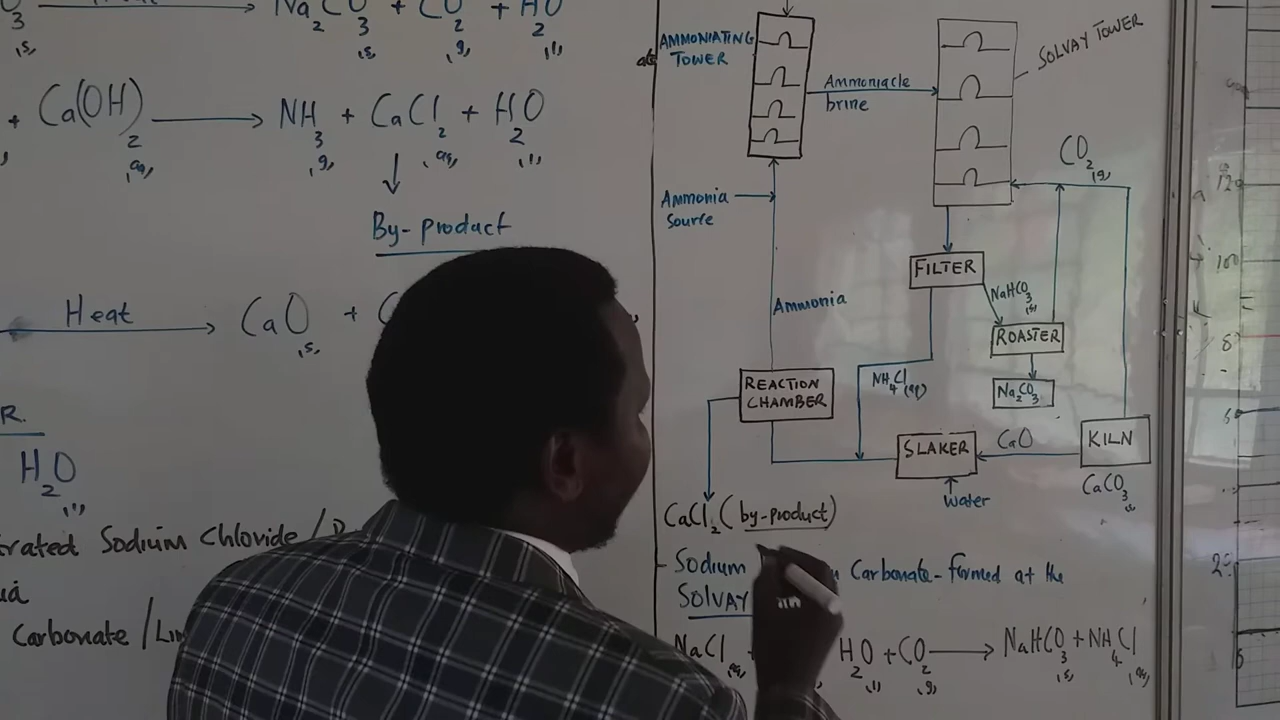 3 (s) → Na2CO3 (s) + CO2 (g) + H2O (l)
+ Ca(OH)2 (aq) → NH3 (g) + CaCl2 (aq) + H2O (l)
By-product
Heat → CaO (s) +
R.
H2O (l)
trated Sodium Chloride/
Carbonate/
AMMONIATING
TOWER
Ammoniacle
brine
SOLVAY TOWER
CO2 (g)
Ammonia
source
FILTER
NaHCO3 (s)
Ammonia
ROASTER
NH4Cl (aq)
Na2CO3
REACTION
CHAMBER
SLAKER
CaO
KILN
CaCO3 (s)
water
CaCl2 (by-product)
- Sodium Carbonate - formed at the
SOLVAY
NaCl (aq) H2O (l) + CO2 (g) → NaHCO3 (s) + NH4Cl (aq)
120
100